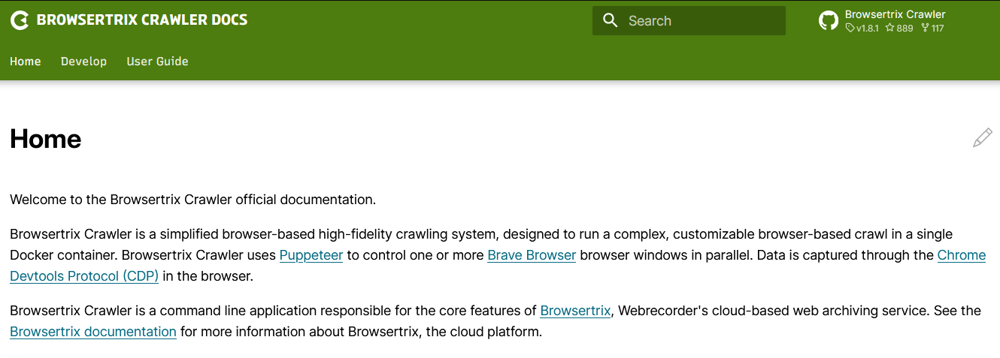 BROWSERTRIX CRAWLER DOCS
Search
Browsertrix Crawler
v1.8.1 889 117
Home Develop User Guide
Home
Welcome to the Browsertrix Crawler official documentation.
Browsertrix Crawler is a simplified browser-based high-fidelity crawling system, designed to run a complex, customizable browser-based crawl in a single
Docker container. Browsertrix Crawler uses Puppeteer to control one or more Brave Browser browser windows in parallel. Data is captured through the Chrome
Devtools Protocol (CDP) in the browser.
Browsertrix Crawler is a command line application responsible for the core features of Browsertrix, Webrecorder's cloud-based web archiving service. See the
Browsertrix documentation for more information about Browsertrix, the cloud platform.